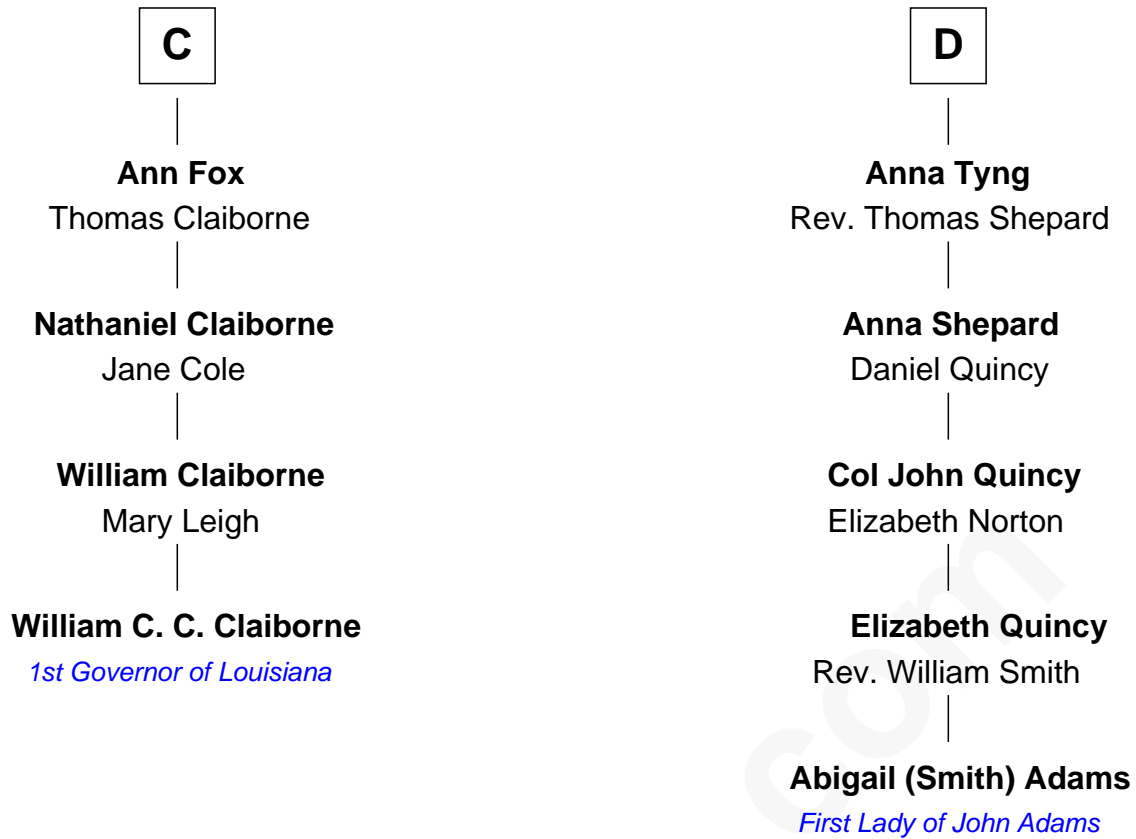 C
Ann Fox
Thomas Claiborne
Nathaniel Claiborne
Jane Cole
William Claiborne
Mary Leigh
William C. C. Claiborne
1st Governor of Louisiana
D
Anna Tyng
Rev. Thomas Shepard
Anna Shepard
Daniel Quincy
Col John Quincy
Elizabeth Norton
Elizabeth Quincy
Rev. William Smith
Abigail (Smith) Adams
First Lady of John Adams
com